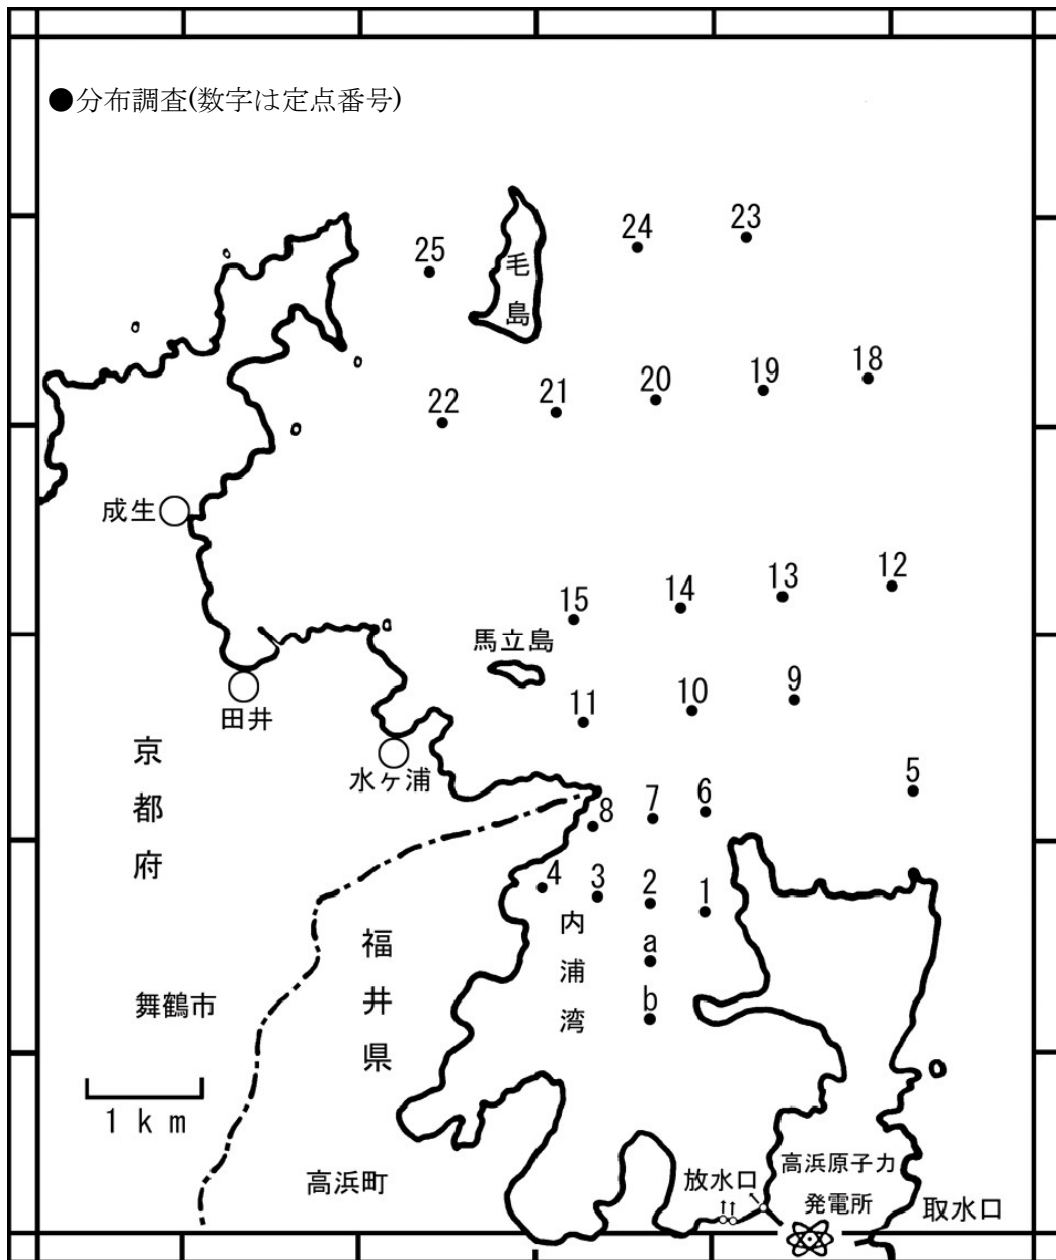 ●分布調査(数字は定点番号)
23
24
25
毛島
18
19
20
21
22
成生
12
13
14
15
馬立島
9
10
11
田井
京都府
水ヶ浦
5
6
7
8
4
3
2
1
内浦湾
a
b
福井県
舞鶴市
1km
高浜町
放水口
高浜原子力
発電所
取水口